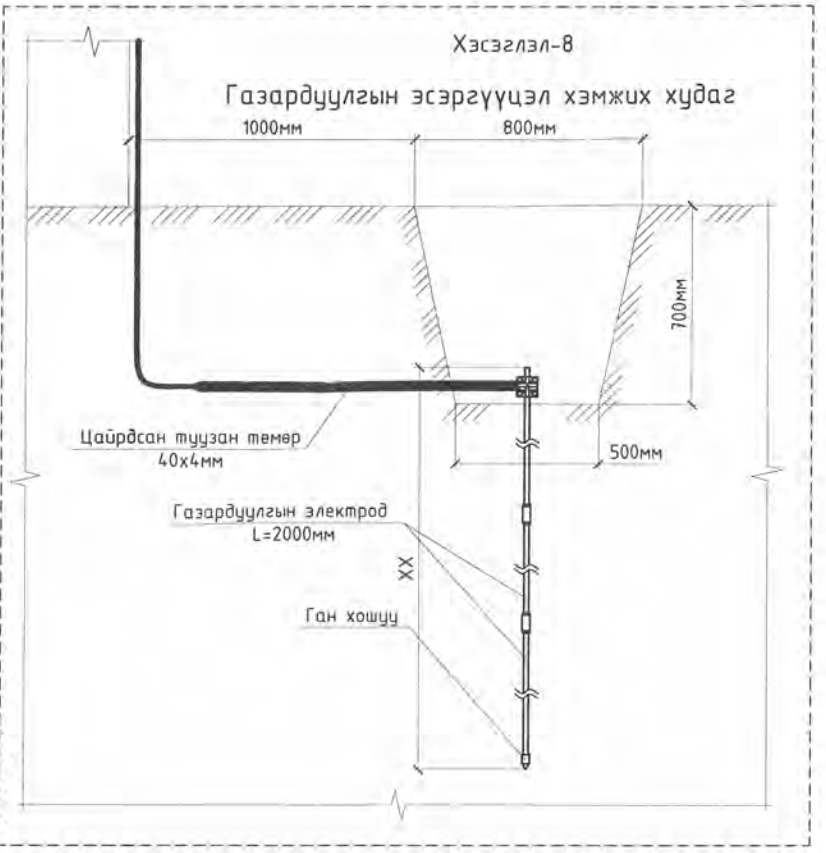 Хэсэглэл-8
Газардуулгын эсэргүүцэл хэмжих худаг
1000мм
800мм
700мм
Цайрдсан туузан төмөр
40х4мм
500мм
Газардуулгын электрод
L=2000мм
XX
Ган хошуу